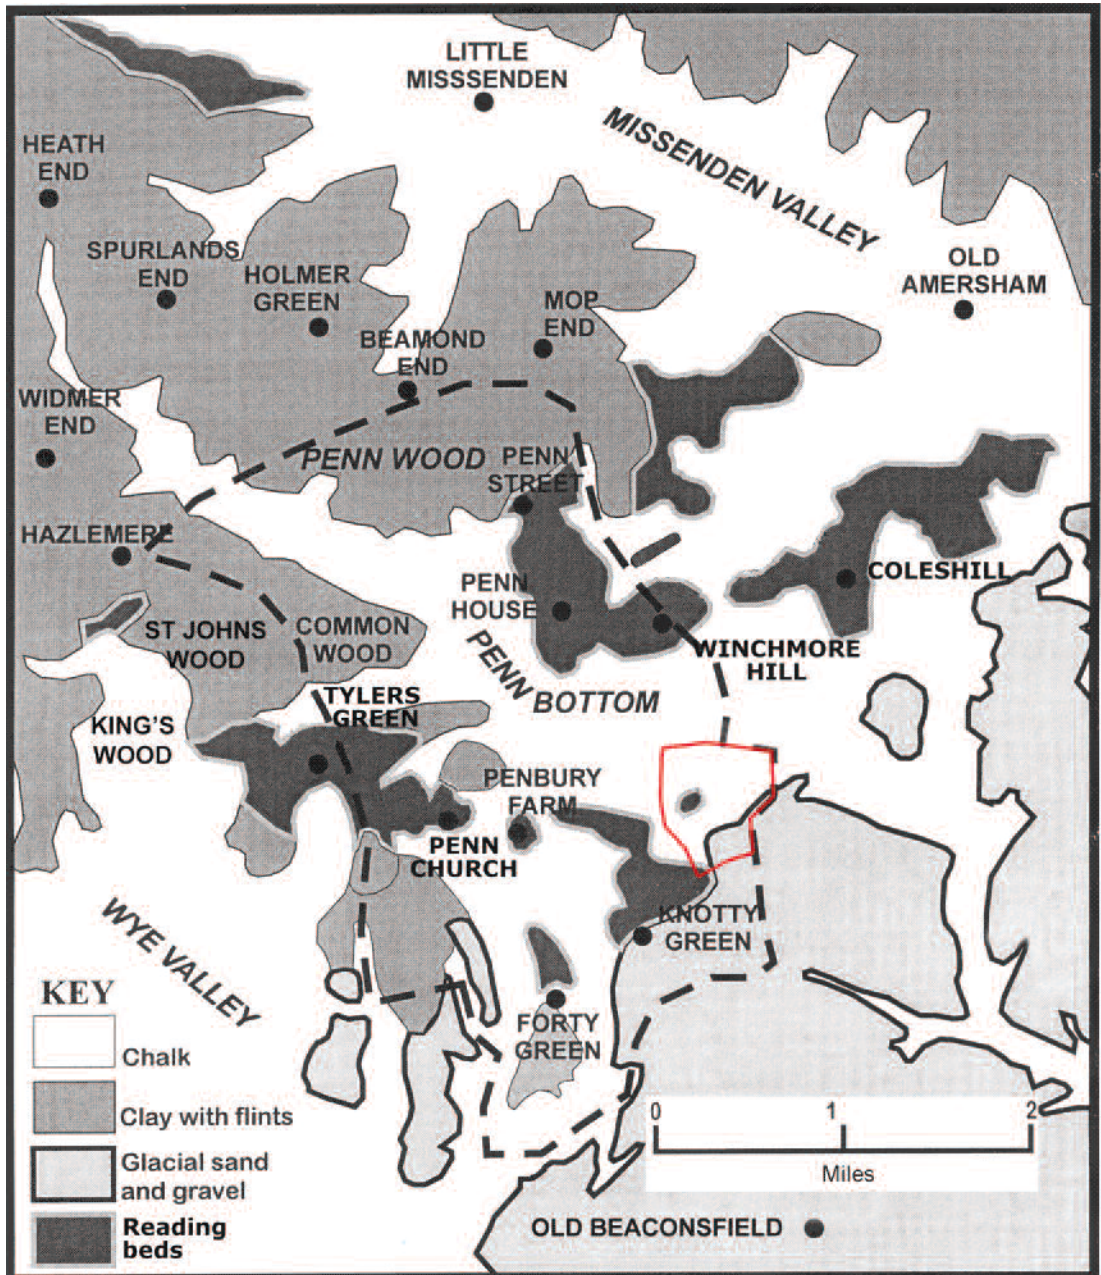 LITTLE
MISSSENDEN
MISSENDEN VALLEY
HEATH
END
SPURLANDS
END
HOLMER
GREEN
OLD
AMERSHAM
MOP
END
BEAMOND
END
WIDMER
END
PENN WOOD
PENN
STREET
HAZLEMERE
COLESHILL
PENN
HOUSE
ST JOHNS
WOOD
COMMON
WOOD
PENN
BOTTOM
WINCHMORE
HILL
TYLERS
GREEN
KING'S
WOOD
PENBURY
FARM
PENN
CHURCH
KNOTTY
GREEN
WYE VALLEY
FORTY
GREEN
KEY
Chalk
Clay with flints
Glacial sand
and gravel
Reading
beds
0 1 2
Miles
OLD BEACONSFIELD